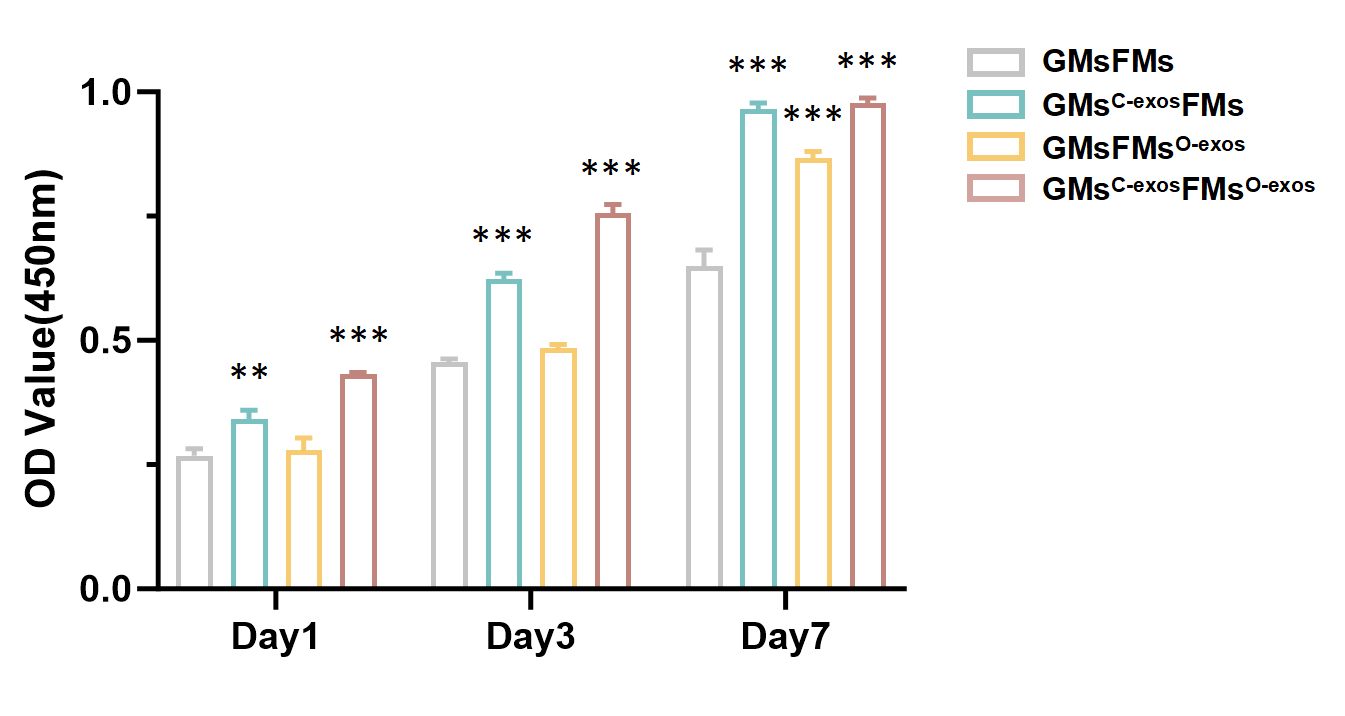 OD Value(450nm)
1.0
0.5
0.0
**
***
***
***
***
***
***
Day1
Day3
Day7
GMsFMs
GMsC-exosFMs
GMsFMsO-exos
GMsC-exosFMsO-exos